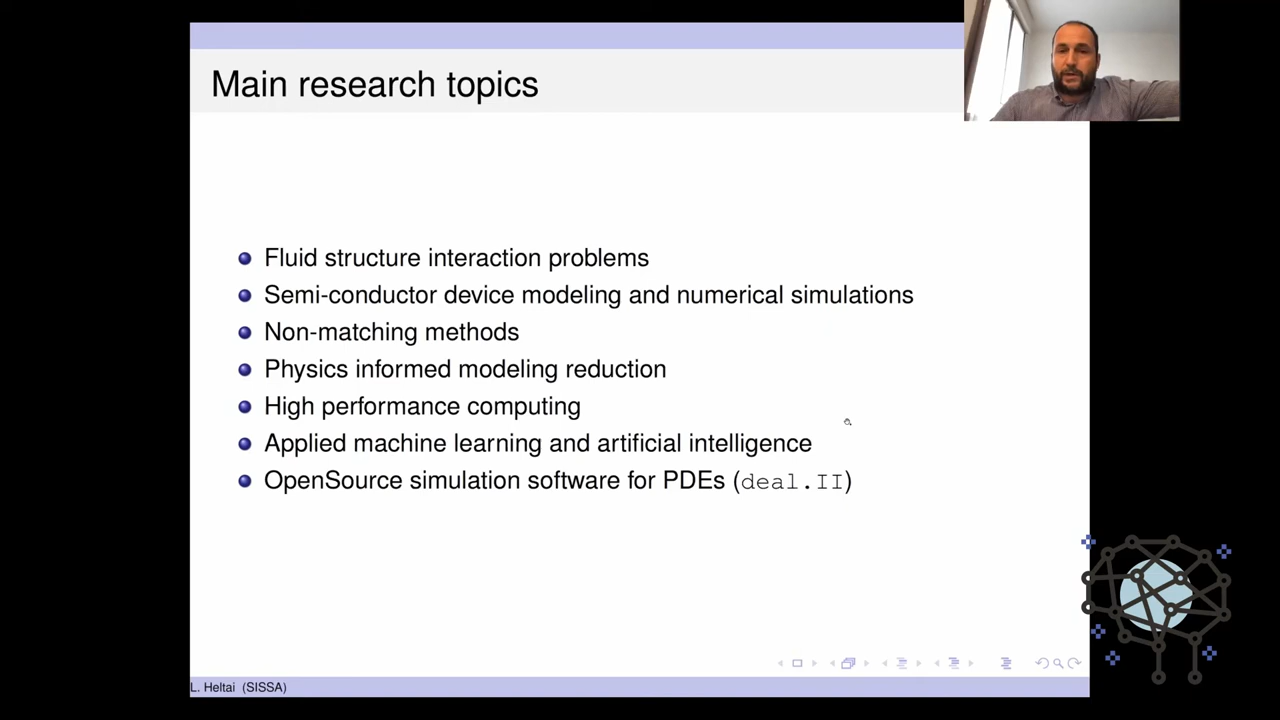 Main research topics
Fluid structure interaction problems
Semi-conductor device modeling and numerical simulations
Non-matching methods
Physics informed modeling reduction
High performance computing
Applied machine learning and artificial intelligence
OpenSource simulation software for PDEs (deal.II)
L. Heltai (SISSA)